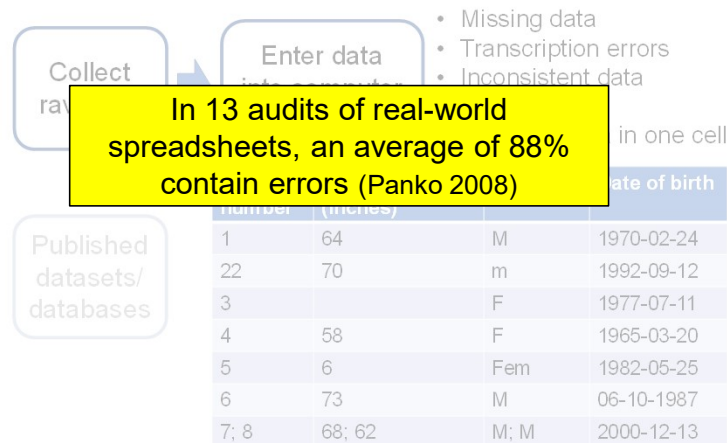 • Missing data
• Transcription errors
• Inconsistent data
Collect
Enter data
In 13 audits of real-world
spreadsheets, an average of 88%
contain errors (Panko 2008)
in one cell
Published
datasets/
databases
number (inches) Date of birth
1 64 M 1970-02-24
22 70 m 1992-09-12
3 F 1977-07-11
4 58 F 1965-03-20
5 6 Fem 1982-05-25
6 73 M 06-10-1987
7; 8 68; 62 M; M 2000-12-13